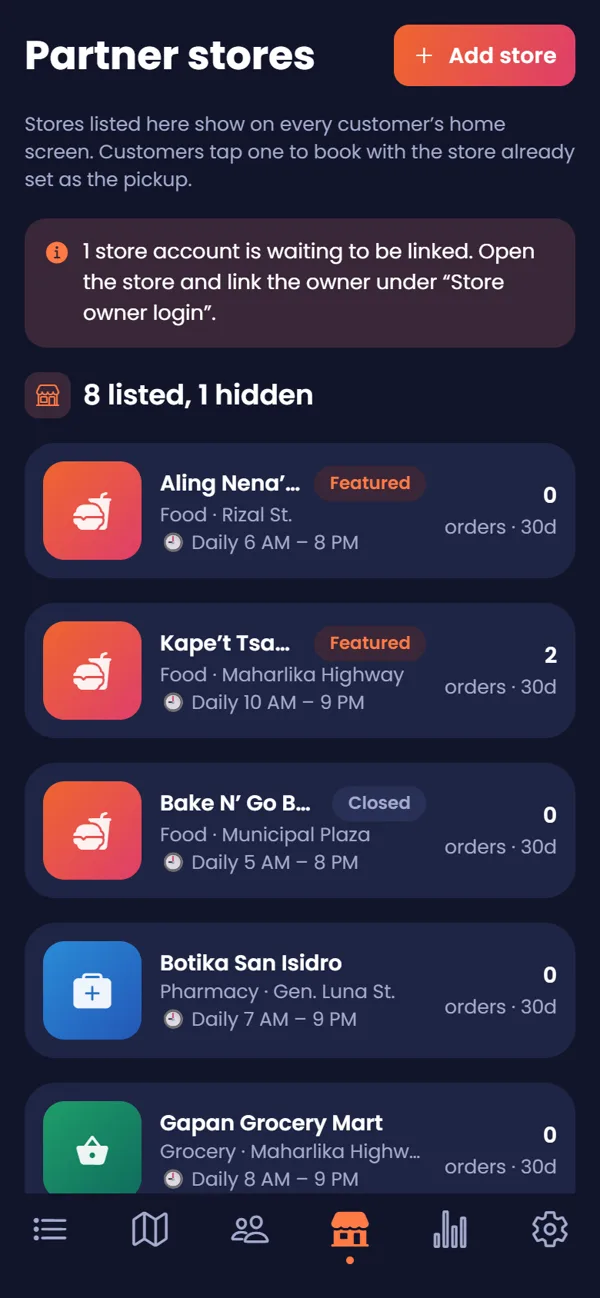 Partner stores
+ Add store
Stores listed here show on every customer’s home
screen. Customers tap one to book with the store already
set as the pickup.
1 store account is waiting to be linked. Open
the store and link the owner under “Store
owner login”.
8 listed, 1 hidden
Aling Nena’… Featured
0
Food · Rizal St.
orders · 30d
Daily 6 AM – 8 PM
Kape’t Tsa… Featured
2
Food · Maharlika Highway
orders · 30d
Daily 10 AM – 9 PM
Bake N’ Go B… Closed
0
Food · Municipal Plaza
orders · 30d
Daily 5 AM – 8 PM
Botika San Isidro
0
Pharmacy · Gen. Luna St.
orders · 30d
Daily 7 AM – 9 PM
Gapan Grocery Mart
0
Grocery · Maharlika Highw…
orders · 30d
Daily 8 AM – 9 PM